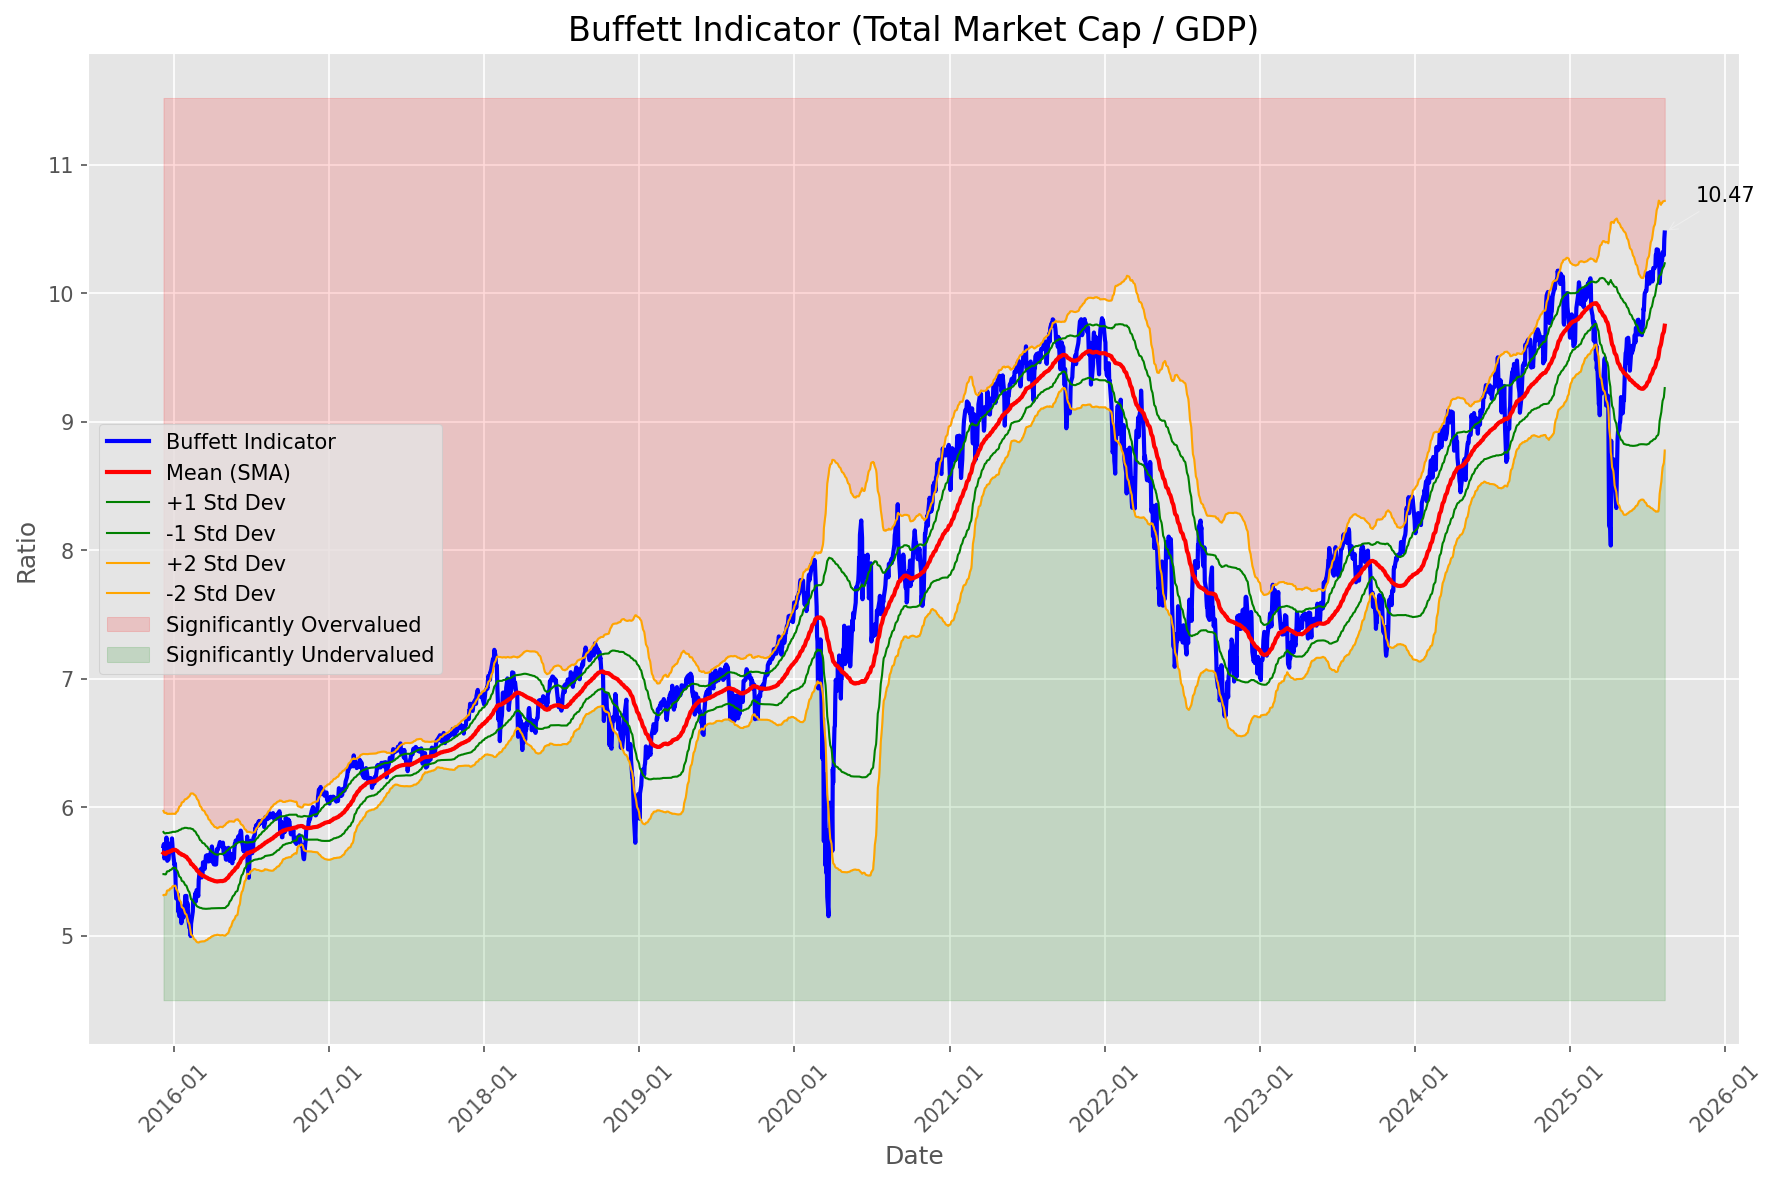 Buffett Indicator (Total Market Cap / GDP)
11
10
9
8
7
6
5
Ratio
10.47
Buffett Indicator
Mean (SMA)
+1 Std Dev
-1 Std Dev
+2 Std Dev
-2 Std Dev
Significantly Overvalued
Significantly Undervalued
2016-01
2017-01
2018-01
2019-01
2020-01
2021-01
2022-01
2023-01
2024-01
2025-01
2026-01
Date